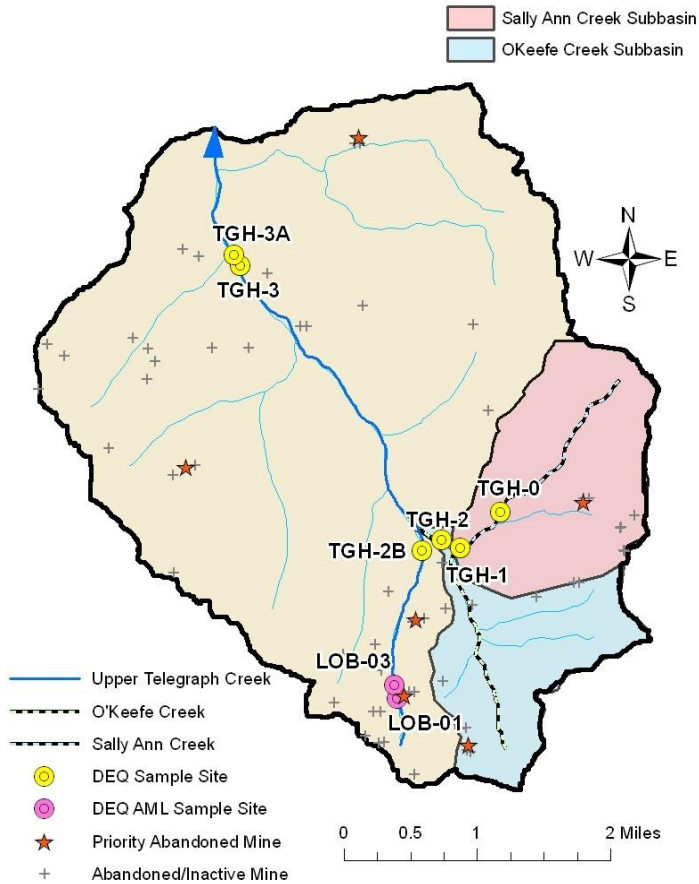 Sally Ann Creek Subbasin
OKeefe Creek Subbasin
N
W E
S
TGH-3A
TGH-3
TGH-0
TGH-2
TGH-2B
TGH-1
LOB-03
LOB-01
Upper Telegraph Creek
O'Keefe Creek
Sally Ann Creek
DEQ Sample Site
DEQ AML Sample Site
Priority Abandoned Mine
Abandoned/Inactive Mine
0 0.5 1 2 Miles